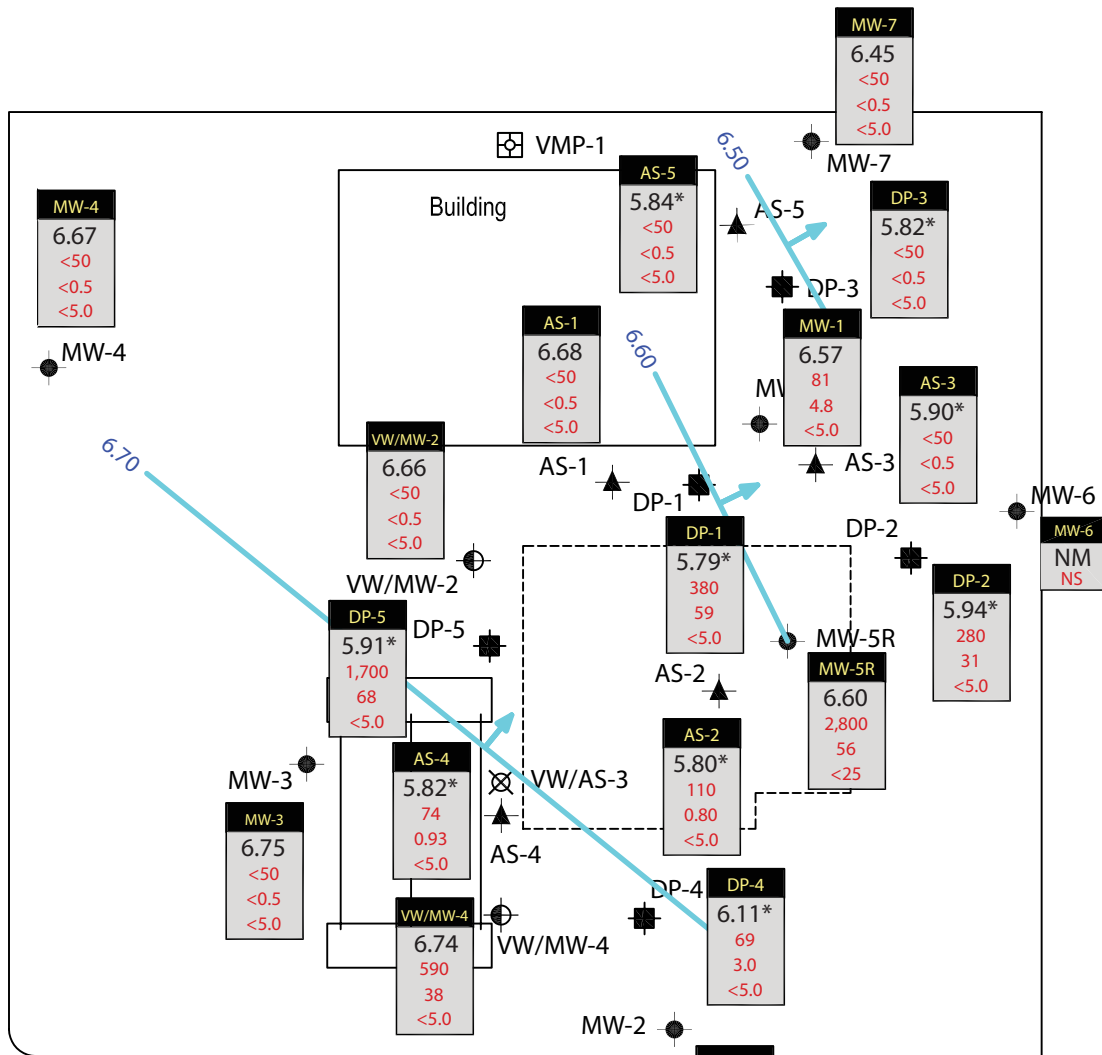 MW-7
6.45
<50
<0.5
<5.0
MW-7
VMP-1
6.50
AS-5
5.84*
<50
<0.5
<5.0
AS-5
Building
DP-3
5.82*
<50
<0.5
<5.0
DP-3
MW-4
6.67
<50
<0.5
<5.0
MW-4
AS-1
6.68
<50
<0.5
<5.0
AS-1
6.60
MW-1
6.57
81
4.8
<5.0
AS-3
5.90*
<50
<0.5
<5.0
AS-3
6.70
VW/MW-2
6.66
<50
<0.5
<5.0
VW/MW-2
DP-1
DP-1
5.79*
380
59
<5.0
MW-6
MW-6
NM
NS
DP-2
DP-2
5.94*
280
31
<5.0
DP-5
5.91*
1,700
68
<5.0
DP-5
MW-5R
MW-5R
6.60
2,800
56
<25
AS-2
AS-2
5.80*
110
0.80
<5.0
MW-3
MW-3
6.75
<50
<0.5
<5.0
AS-4
5.82*
74
0.93
<5.0
VW/AS-3
AS-4
DP-4
DP-4
6.11*
69
3.0
<5.0
VW/MW-4
6.74
590
38
<5.0
VW/MW-4
MW-2